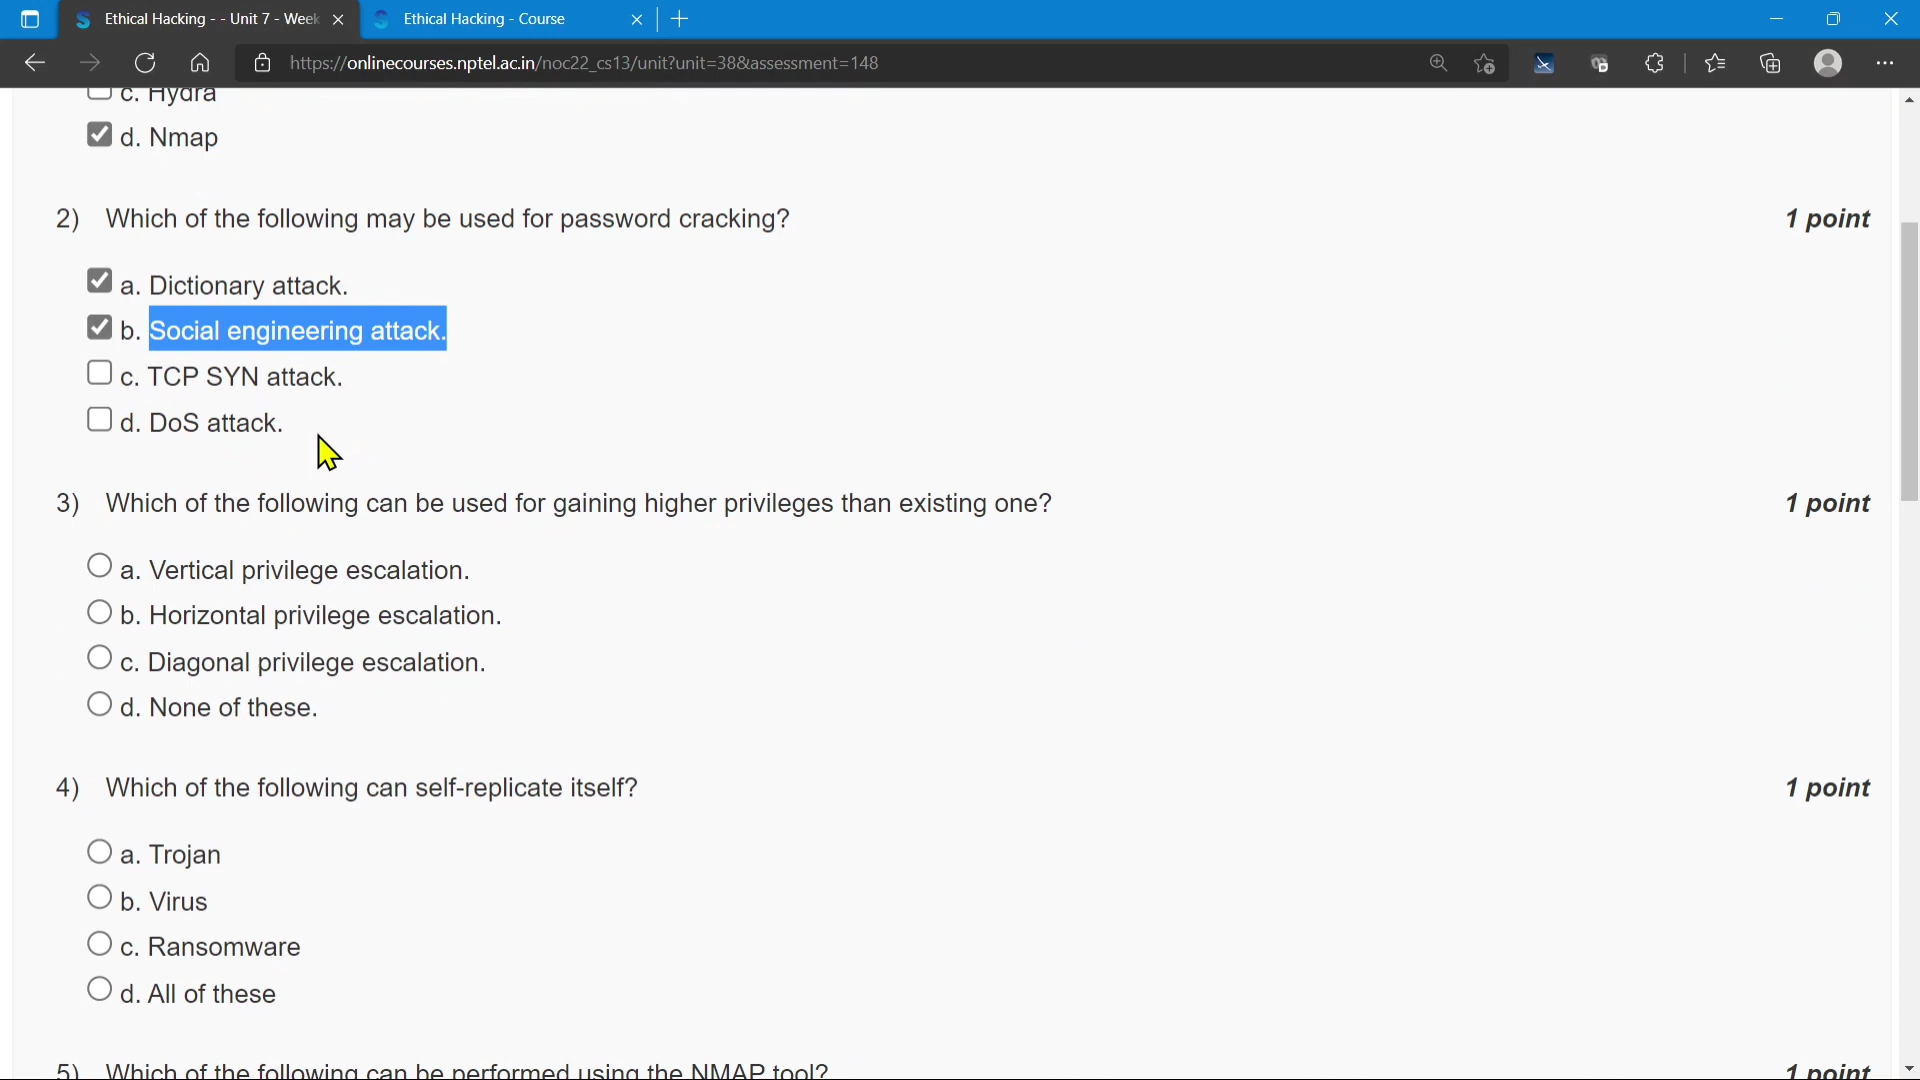 Ethical Hacking - - Unit 7 - Week
Ethical Hacking - Course
https://onlinecourses.nptel.ac.in/noc22_cs13/unit?unit=38&assessment=148
c. Hydra
d. Nmap
2) Which of the following may be used for password cracking? 1 point
a. Dictionary attack.
b. Social engineering attack.
c. TCP SYN attack.
d. DoS attack.
3) Which of the following can be used for gaining higher privileges than existing one? 1 point
a. Vertical privilege escalation.
b. Horizontal privilege escalation.
c. Diagonal privilege escalation.
d. None of these.
4) Which of the following can self-replicate itself? 1 point
a. Trojan
b. Virus
c. Ransomware
d. All of these
5) Which of the following can be performed using the NMAP tool? 1 point